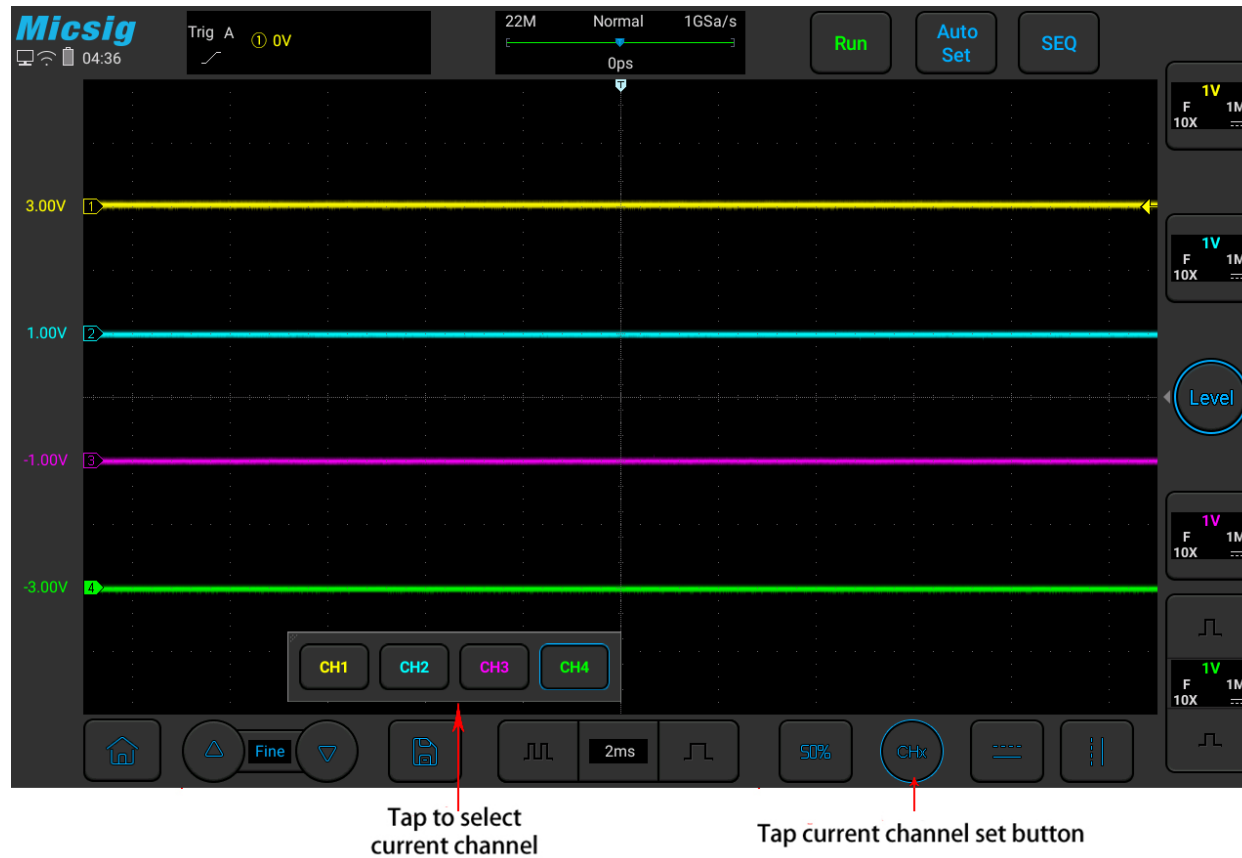 Micsig
04:36
Trig A ① 0V
22M Normal 1GSa/s
0ps
Run
Auto
Set
SEQ
T
1V
F 1M
10X
3.00V 1
1V
F 1M
10X
1.00V 2
Level
-1.00V 3
1V
F 1M
10X
-3.00V 4
CH1 CH2 CH3 CH4
1V
F 1M
10X
Fine 2ms 50% CHx
Tap to select
current channel
Tap current channel set button